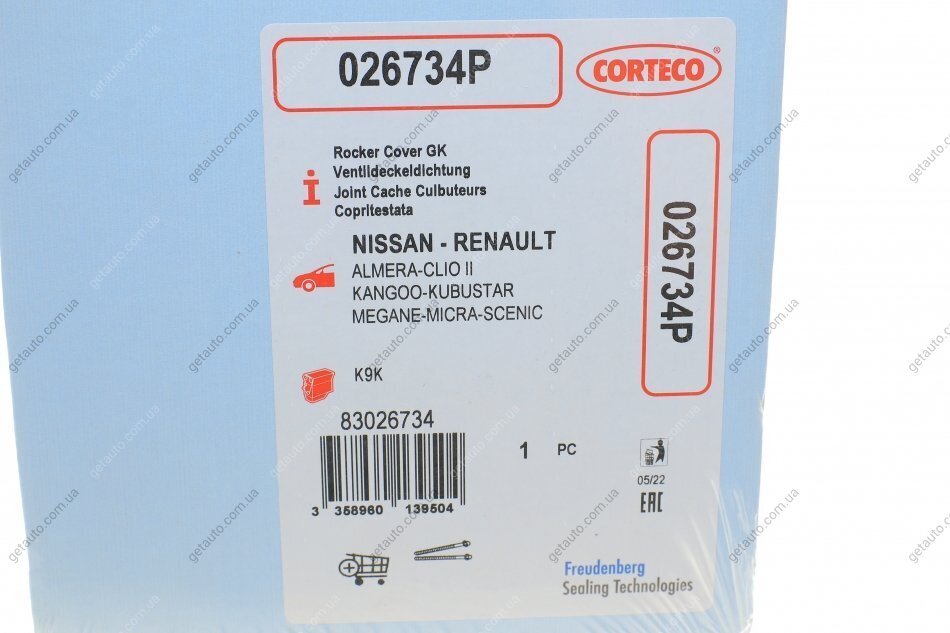 026734P
CORTECO®
Rocker Cover GK
Ventildeckeldichtung
Joint Cache Culbuteurs
Copritestata
NISSAN - RENAULT
ALMERA-CLIO II
KANGOO-KUBUSTAR
MEGANE-MICRA-SCENIC
026734P
K9K
83026734
1 PC
3 358960 139504
05/22
EAC
Freudenberg
Sealing Technologies
getauto.com.ua